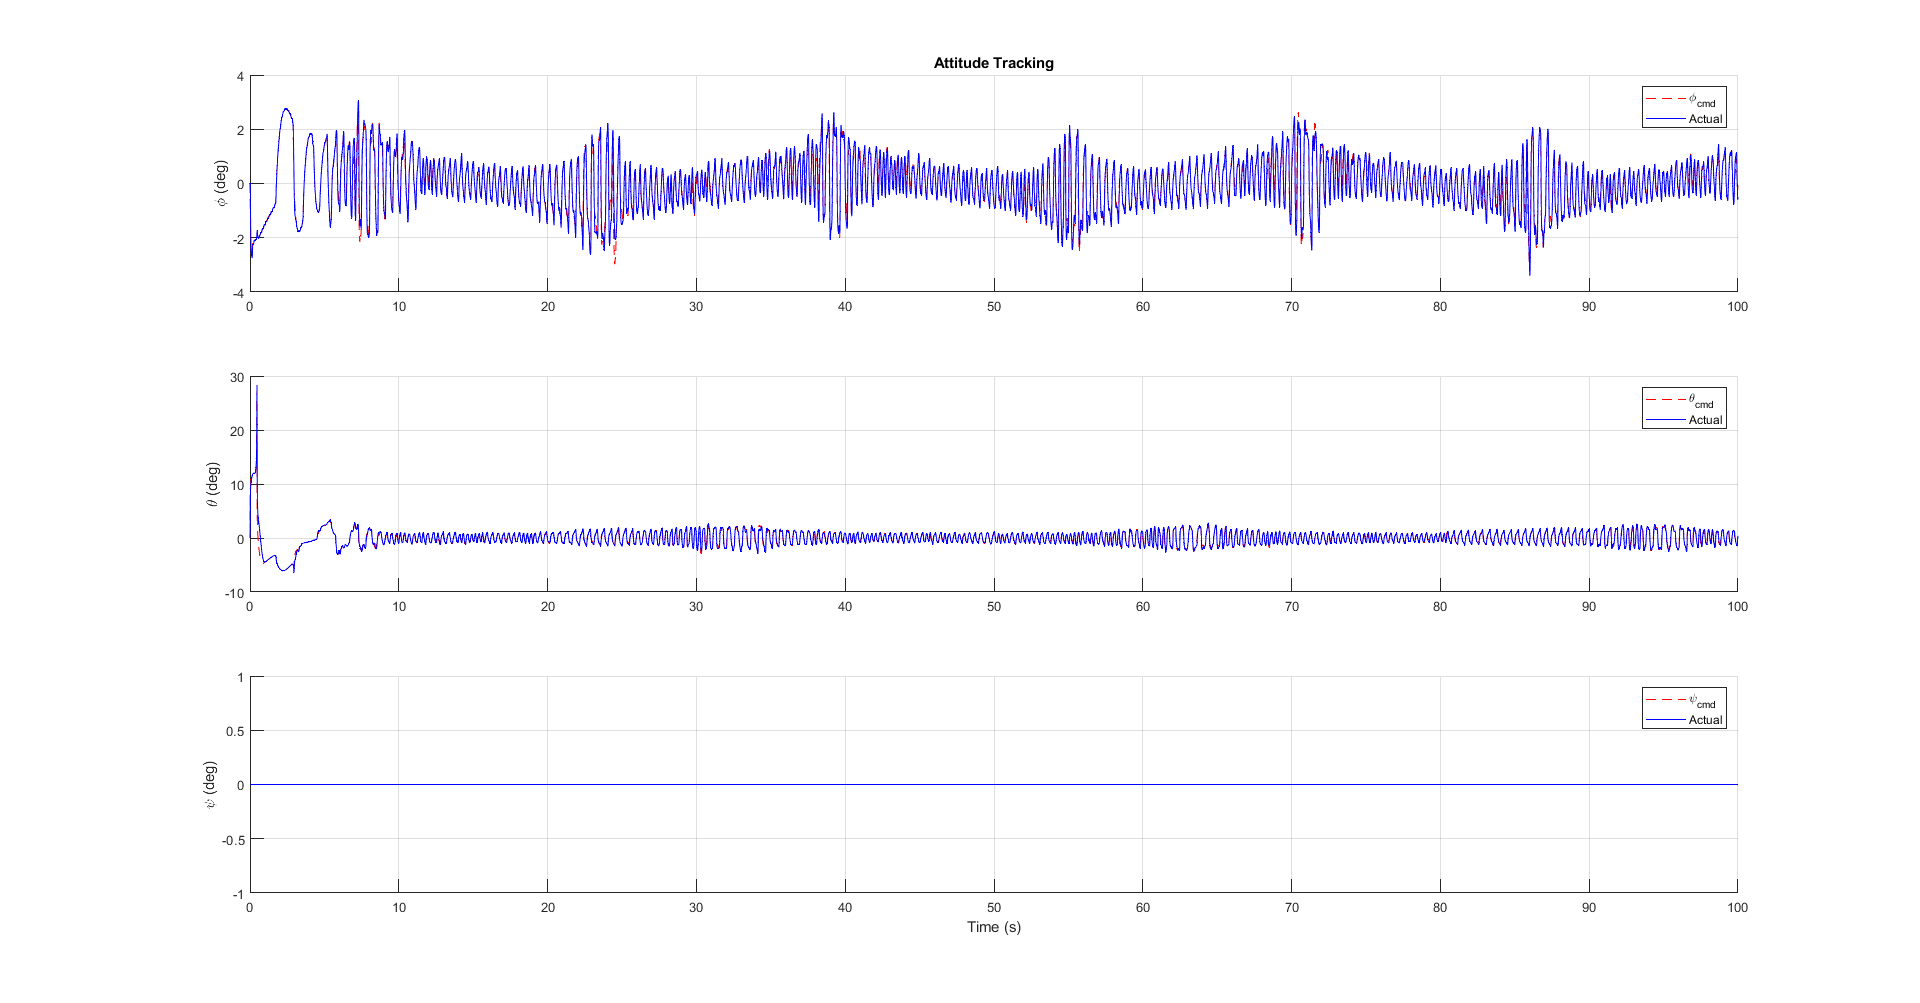 Attitude Tracking
4
2
0
-2
-4
ϕ (deg)
ϕcmd
Actual
0 10 20 30 40 50 60 70 80 90 100
30
20
10
0
-10
θ (deg)
θcmd
Actual
0 10 20 30 40 50 60 70 80 90 100
1
0.5
0
-0.5
-1
ψ (deg)
ψcmd
Actual
0 10 20 30 40 50 60 70 80 90 100
Time (s)